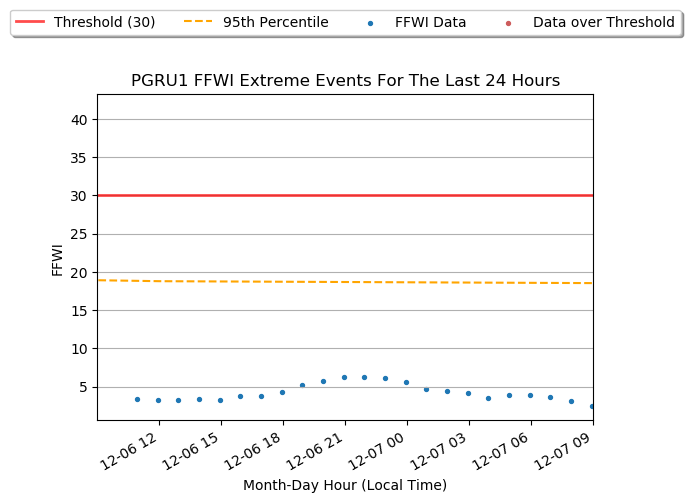 Threshold (30) 95th Percentile FFWI Data Data over Threshold
PGRU1 FFWI Extreme Events For The Last 24 Hours
40
35
30
25
20
15
10
5
FFWI
12-06 12 12-06 15 12-06 18 12-06 21 12-07 00 12-07 03 12-07 06 12-07 09
Month-Day Hour (Local Time)